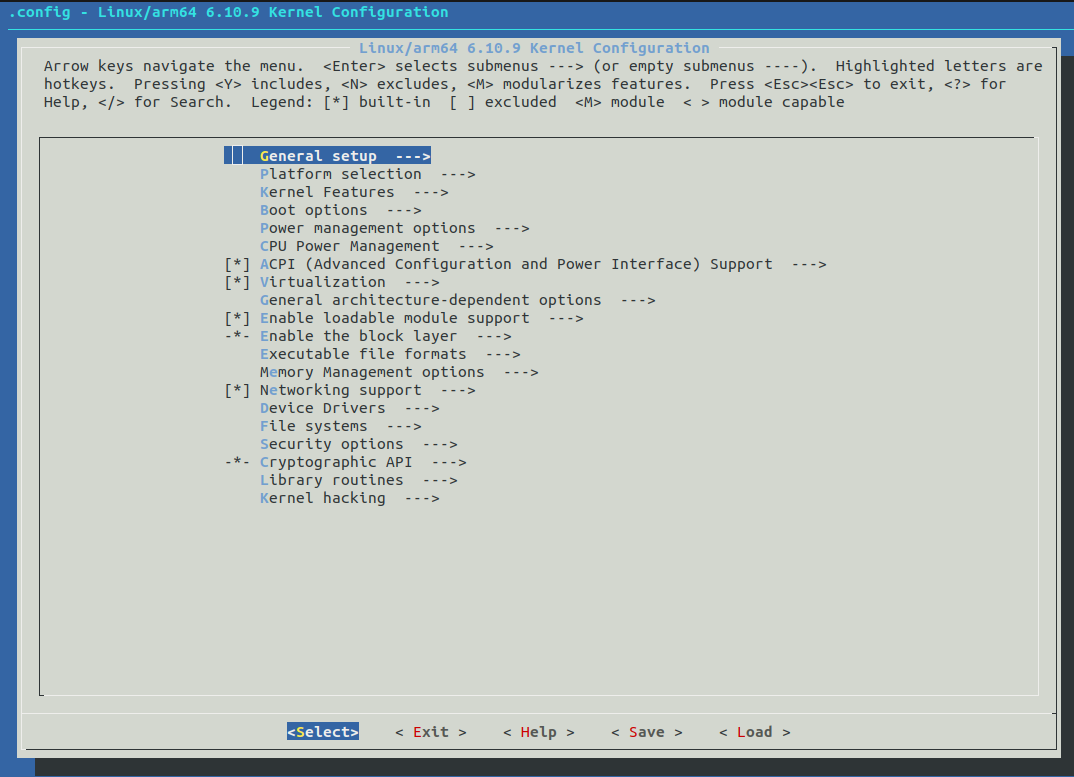 .config - Linux/arm64 6.10.9 Kernel Configuration
Linux/arm64 6.10.9 Kernel Configuration
Arrow keys navigate the menu.  <Enter> selects submenus ---> (or empty submenus ----).  Highlighted letters are
hotkeys.  Pressing <Y> includes, <N> excludes, <M> modularizes features.  Press <Esc><Esc> to exit, <?> for
Help, </> for Search.  Legend: [*] built-in  [ ] excluded  <M> module  < > module capable
General setup  --->
Platform selection  --->
Kernel Features  --->
Boot options  --->
Power management options  --->
CPU Power Management  --->
[*] ACPI (Advanced Configuration and Power Interface) Support  --->
[*] Virtualization  --->
General architecture-dependent options  --->
[*] Enable loadable module support  --->
-*- Enable the block layer  --->
Executable file formats  --->
Memory Management options  --->
[*] Networking support  --->
Device Drivers  --->
File systems  --->
Security options  --->
-*- Cryptographic API  --->
Library routines  --->
Kernel hacking  --->
<Select>    < Exit >    < Help >    < Save >    < Load >